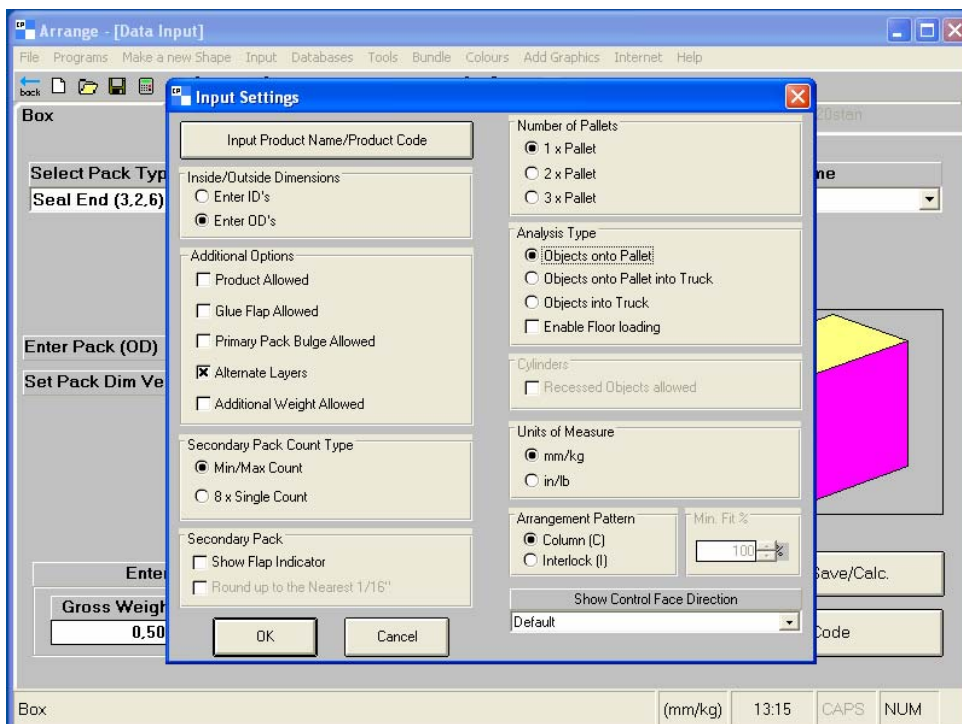 Arrange - [Data Input]
File Programs Make a new Shape Input Databases Tools Bundle Colours Add Graphics Internet Help
back
Box
20stan
Select Pack Typ
me
Seal End (3,2,6)
Enter Pack (OD)
Set Pack Dim Ve
Enter
Gross Weigh
0,50
Save/Calc.
Code
Input Settings
Input Product Name/Product Code
Inside/Outside Dimensions
Enter ID's
Enter OD's
Additional Options
Product Allowed
Glue Flap Allowed
Primary Pack Bulge Allowed
Alternate Layers
Additional Weight Allowed
Secondary Pack Count Type
Min/Max Count
8 x Single Count
Secondary Pack
Show Flap Indicator
Round up to the Nearest 1/16"
OK
Cancel
Number of Pallets
1 x Pallet
2 x Pallet
3 x Pallet
Analysis Type
Objects onto Pallet
Objects onto Pallet into Truck
Objects into Truck
Enable Floor loading
Cylinders
Recessed Objects allowed
Units of Measure
mm/kg
in/lb
Arrangement Pattern
Column (C)
Interlock (I)
Min. Fit %
100 %
Show Control Face Direction
Default
Box
(mm/kg) 13:15 CAPS NUM